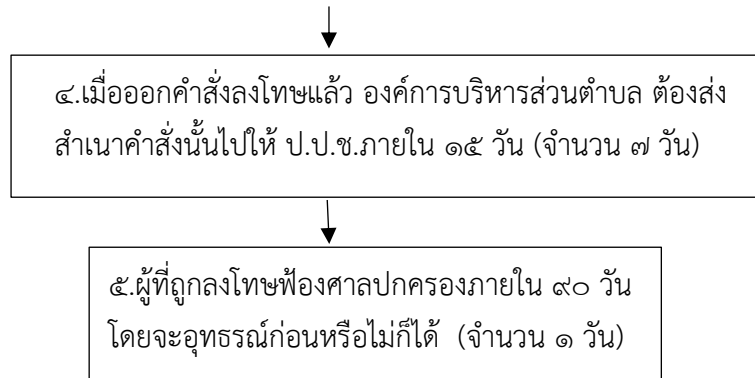 ๔.เมื่อออกคำสั่งลงโทษแล้ว องค์การบริหารส่วนตำบล ต้องส่ง
สำเนาคำสั่งนั้นไปให้ ป.ป.ช.ภายใน ๑๕ วัน (จำนวน ๗ วัน)
๕.ผู้ที่ถูกลงโทษฟ้องศาลปกครองภายใน ๙๐ วัน
โดยจะอุทธรณ์ก่อนหรือไม่ก็ได้ (จำนวน ๑ วัน)